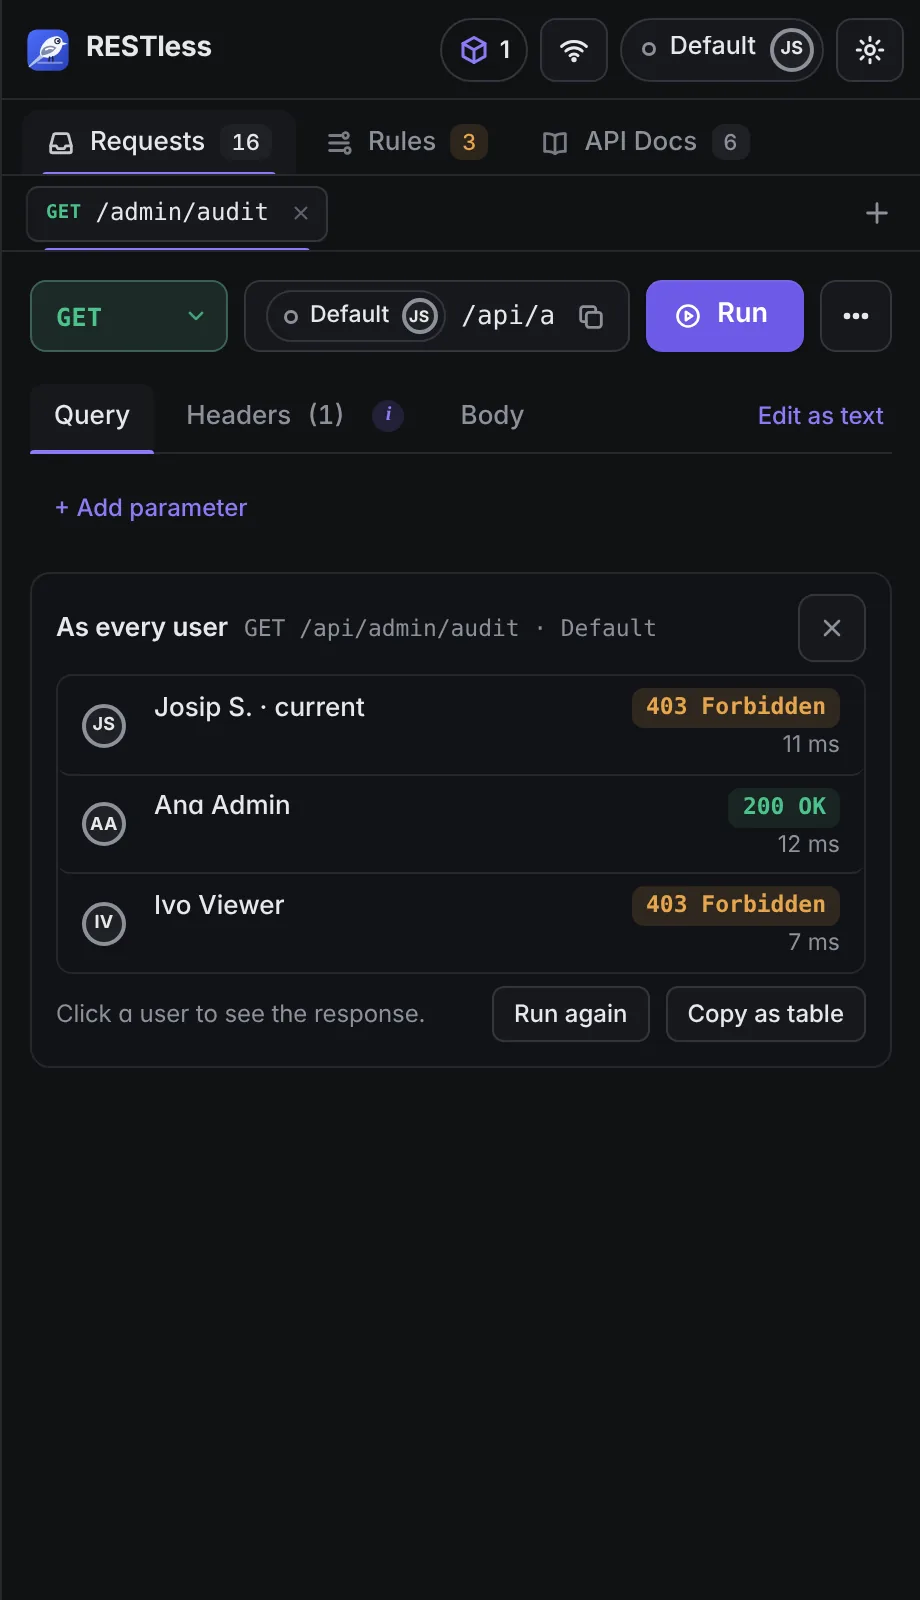 RESTless
1
Default JS
Requests 16
Rules 3
API Docs 6
GET /admin/audit
GET
Default JS /api/a
Run
Query
Headers (1) i
Body
Edit as text
+ Add parameter
As every user GET /api/admin/audit · Default
JS Josip S. · current 403 Forbidden
11 ms
AA Ana Admin 200 OK
12 ms
IV Ivo Viewer 403 Forbidden
7 ms
Click a user to see the response.
Run again
Copy as table